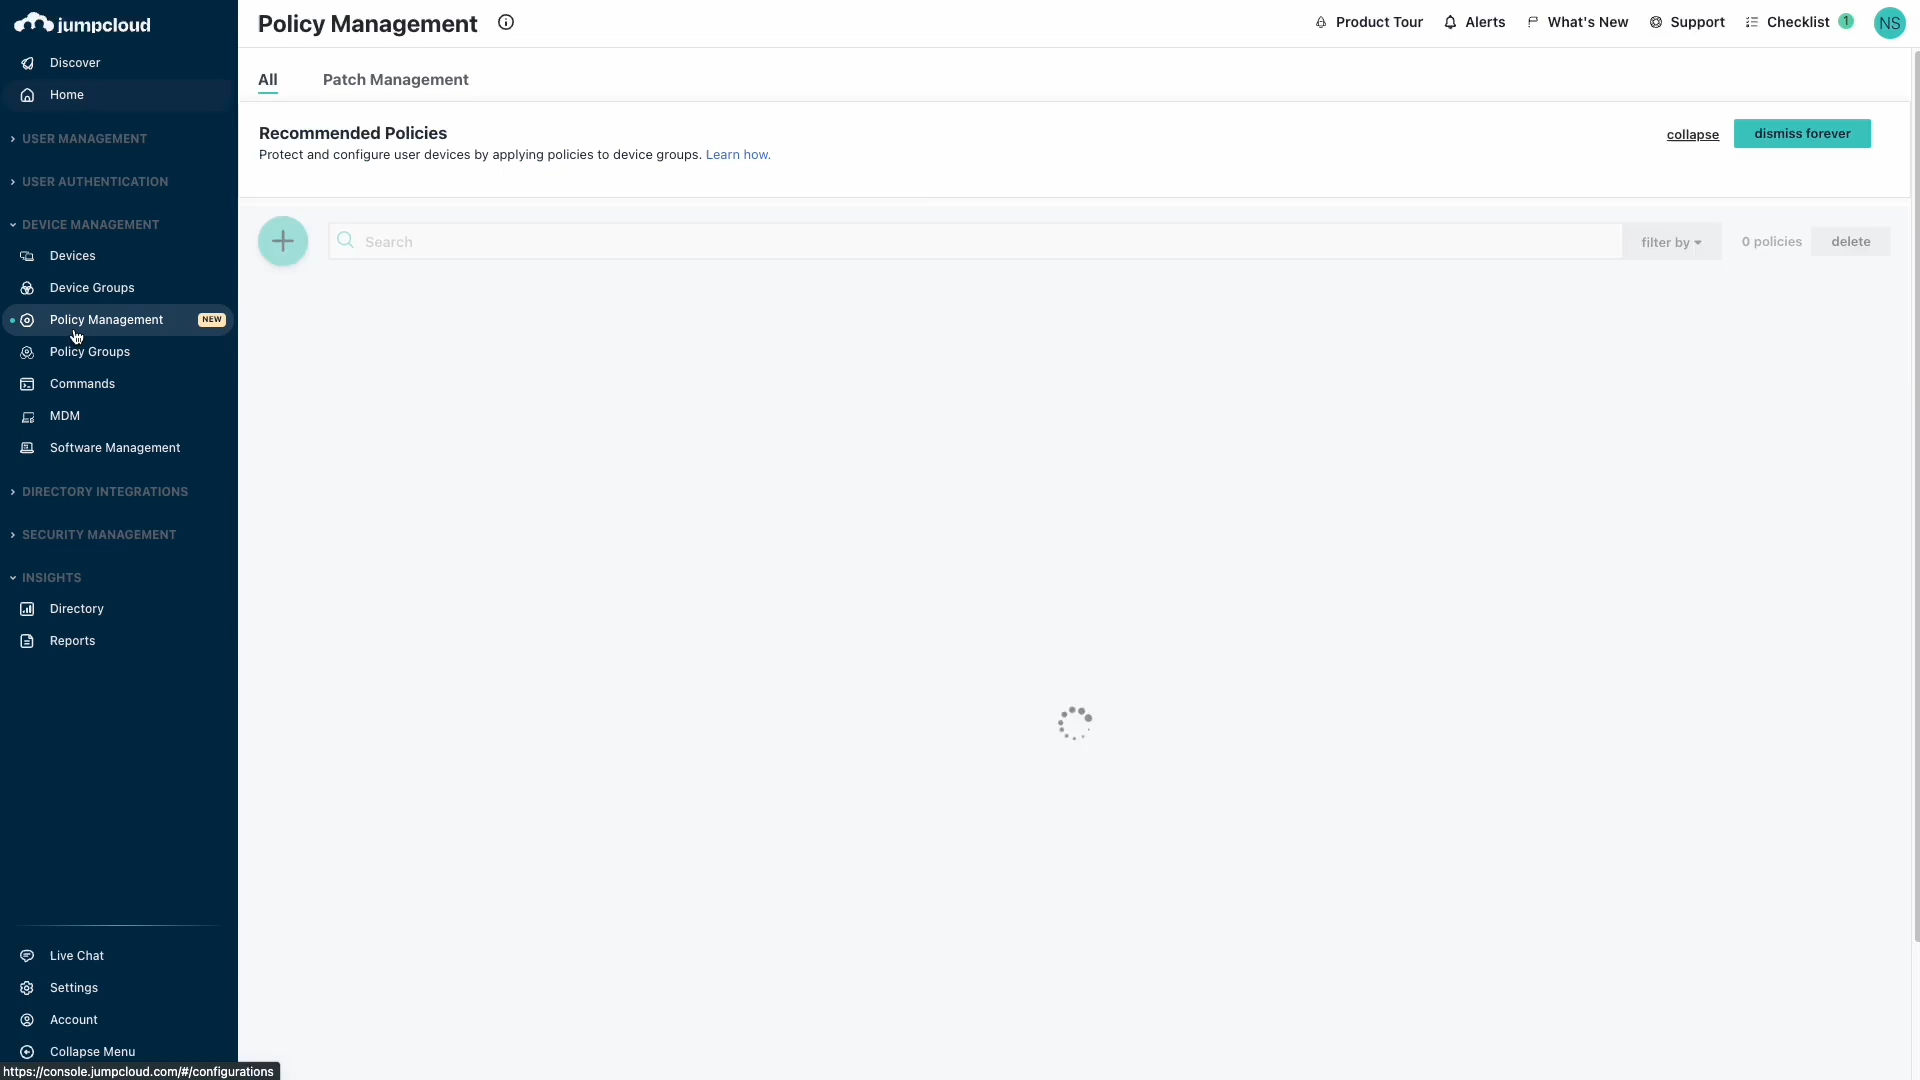 jumpcloud
Discover
Home
USER MANAGEMENT
USER AUTHENTICATION
DEVICE MANAGEMENT
Devices
Device Groups
Policy Management NEW
Policy Groups
Commands
MDM
Software Management
DIRECTORY INTEGRATIONS
SECURITY MANAGEMENT
INSIGHTS
Directory
Reports
Live Chat
Settings
Account
Collapse Menu
https://console.jumpcloud.com/#/configurations
Policy Management
Product Tour Alerts What's New Support Checklist 1 NS
All Patch Management
Recommended Policies
Protect and configure user devices by applying policies to device groups. Learn how.
collapse dismiss forever
Search filter by 0 policies delete